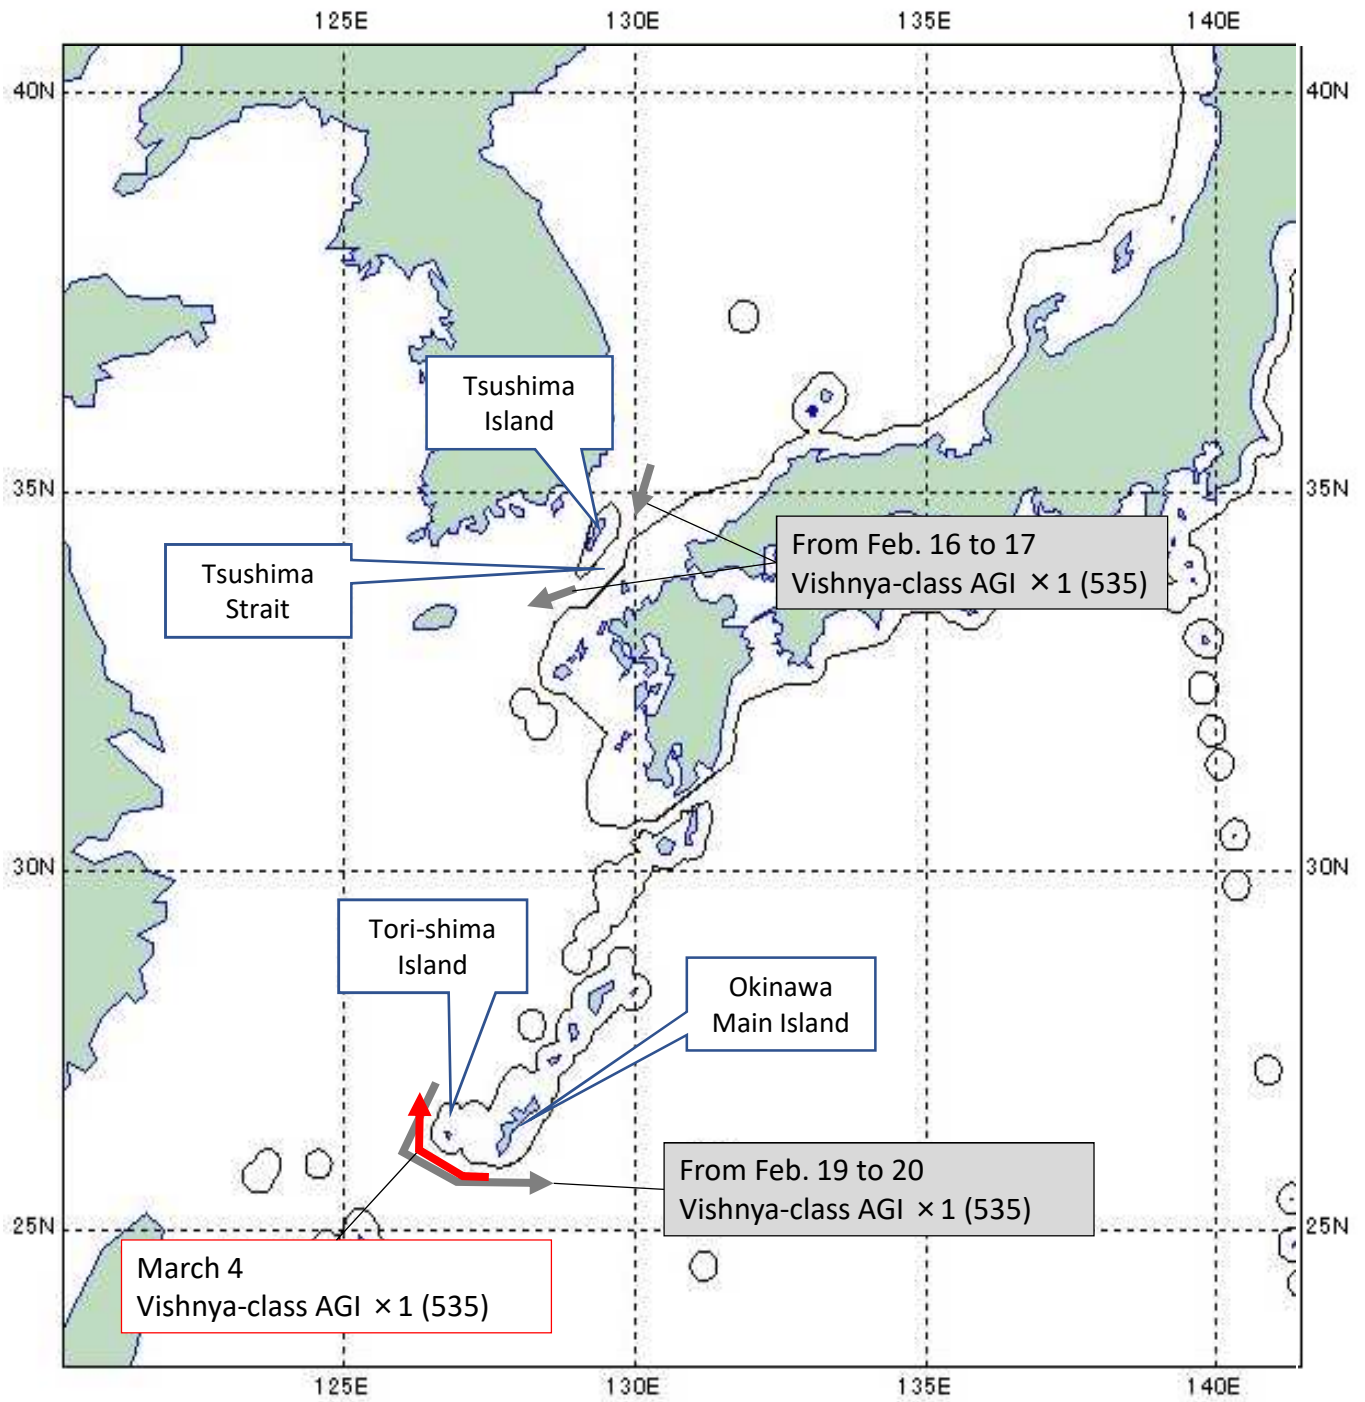 125E
130E
135E
140E
40N
40N
Tsushima
Island
35N
35N
From Feb. 16 to 17
Vishnya-class AGI ×1 (535)
Tsushima
Strait
30N
30N
Tori-shima
Island
Okinawa
Main Island
From Feb. 19 to 20
Vishnya-class AGI ×1 (535)
25N
25N
March 4
Vishnya-class AGI ×1 (535)
125E
130E
135E
140E